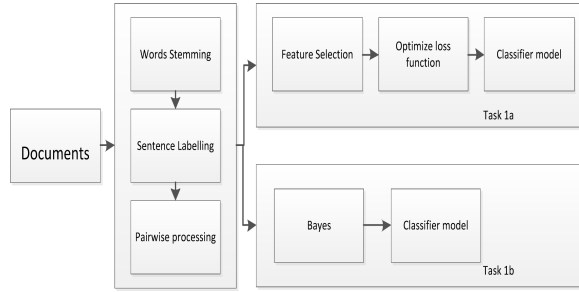 Documents
Words Stemming
Sentence Labelling
Pairwise processing
Feature Selection
Optimize loss
function
Classifier model
Task 1a
Bayes
Classifier model
Task 1b